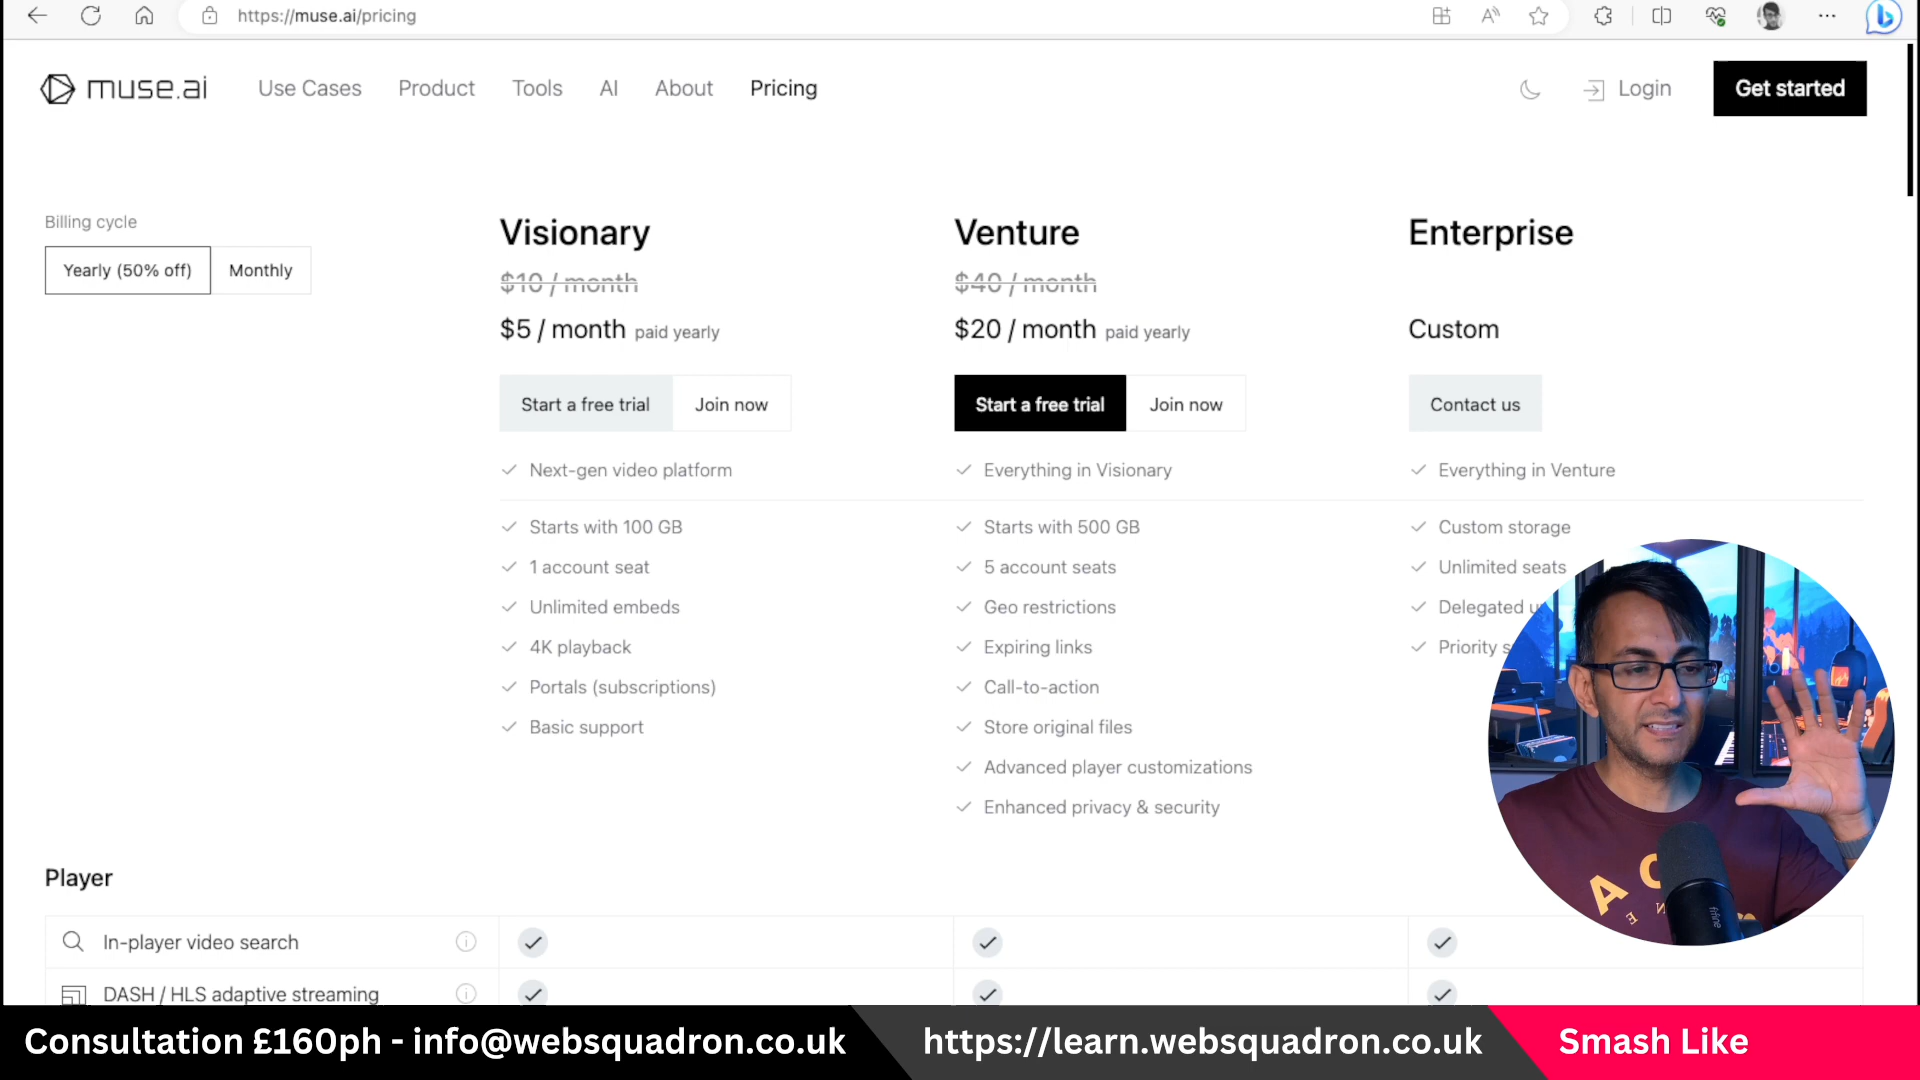 https://muse.ai/pricing
muse.ai
Use Cases
Product
Tools
AI
About
Pricing
Login
Get started
Billing cycle
Yearly (50% off)
Monthly
Visionary
$10 / month
$5 / month paid yearly
Start a free trial
Join now
Next-gen video platform
Starts with 100 GB
1 account seat
Unlimited embeds
4K playback
Portals (subscriptions)
Basic support
Venture
$40 / month
$20 / month paid yearly
Start a free trial
Join now
Everything in Visionary
Starts with 500 GB
5 account seats
Geo restrictions
Expiring links
Call-to-action
Store original files
Advanced player customizations
Enhanced privacy & security
Enterprise
Custom
Contact us
Everything in Venture
Custom storage
Unlimited seats
Delegated
Priority
Player
In-player video search
DASH / HLS adaptive streaming
fifine
Consultation £160ph - info@websquadron.co.uk
https://learn.websquadron.co.uk
Smash Like